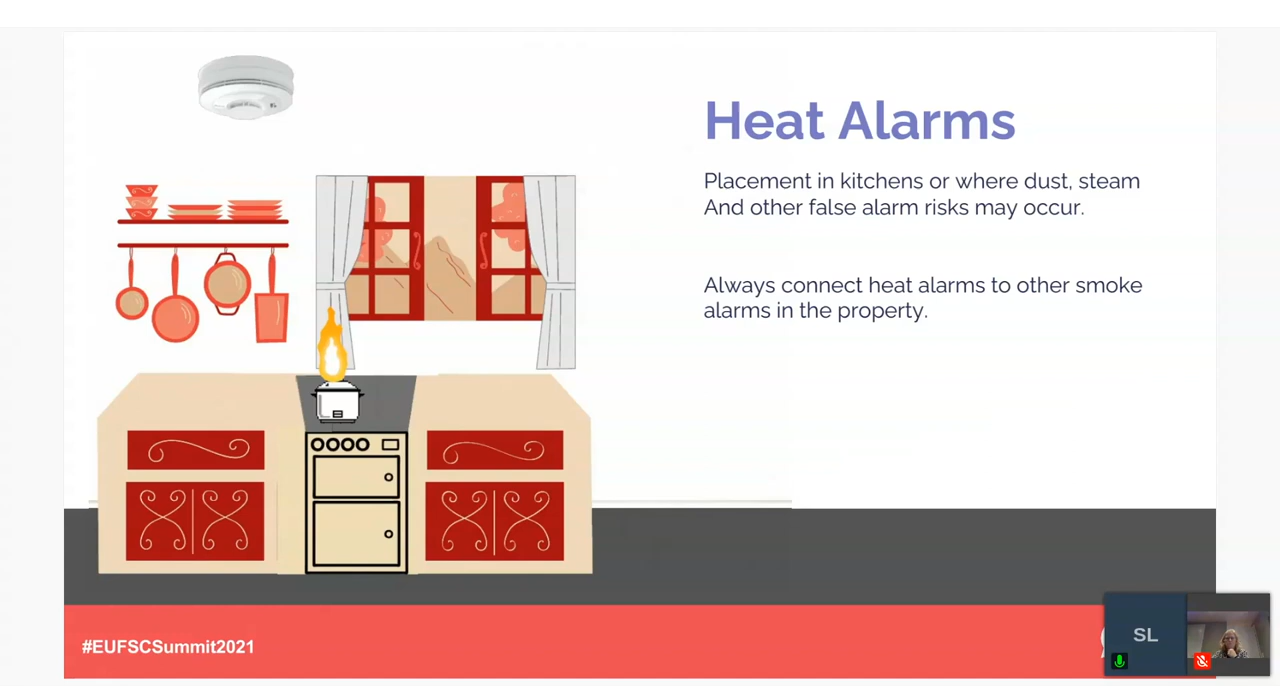 Heat Alarms
Placement in kitchens or where dust, steam
And other false alarm risks may occur.
Always connect heat alarms to other smoke
alarms in the property.
#EUFSCSummit2021
SL